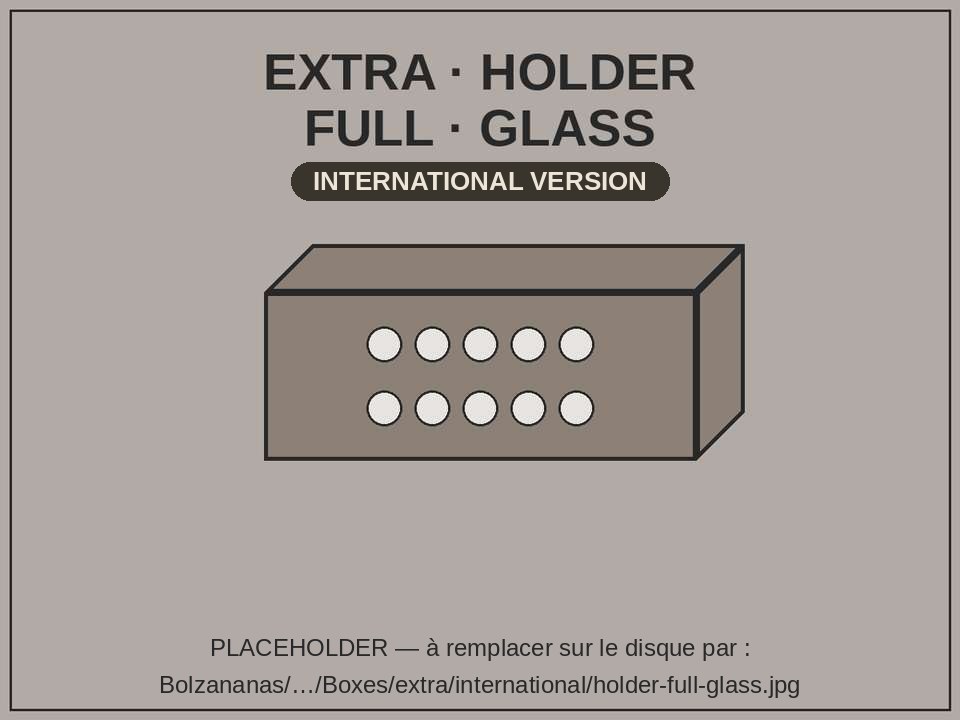 EXTRA · HOLDER
FULL · GLASS
INTERNATIONAL VERSION
PLACEHOLDER — à remplacer sur le disque par :
Bolzananas/…/Boxes/extra/international/holder-full-glass.jpg